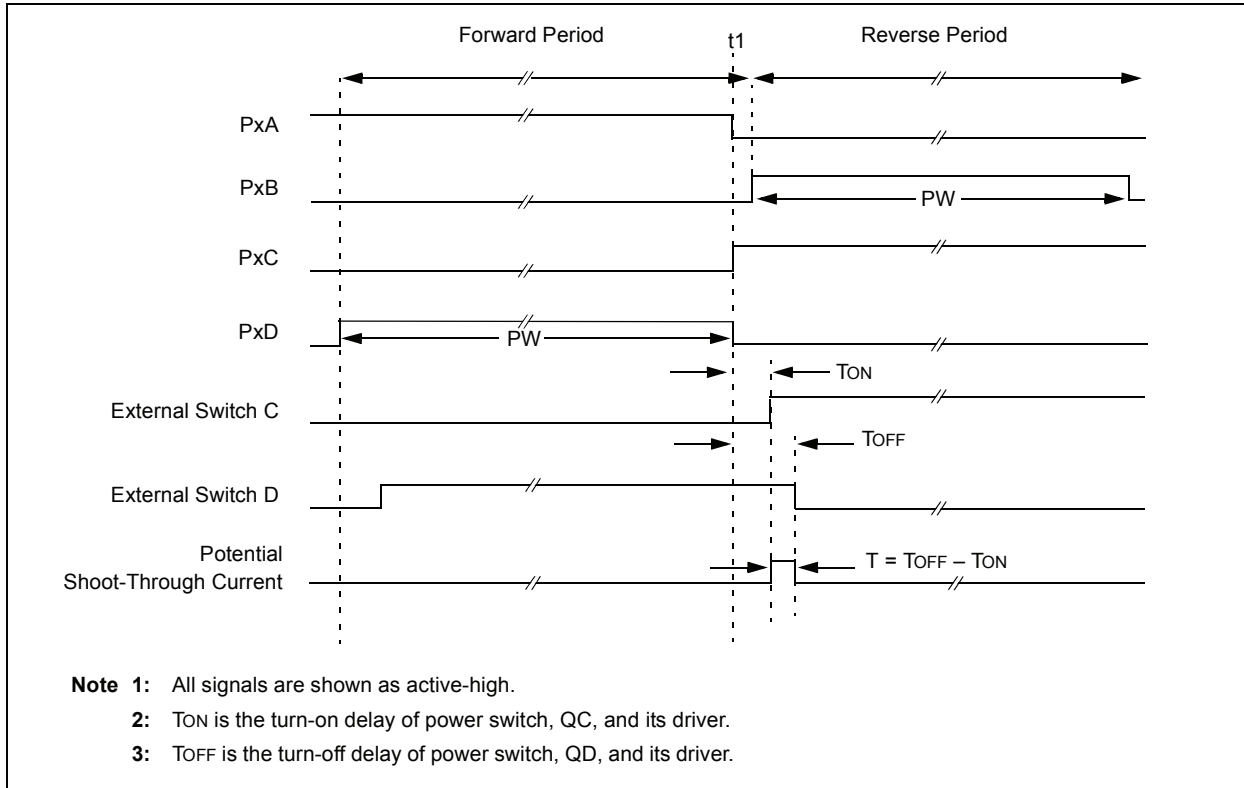 Forward Period
t1
Reverse Period
PxA
PxB
PW
PxC
PxD
PW
TON
External Switch C
TOFF
External Switch D
Potential
Shoot-Through Current
T = TOFF – TON
Note 1: All signals are shown as active-high.
2: TON is the turn-on delay of power switch, QC, and its driver.
3: TOFF is the turn-off delay of power switch, QD, and its driver.